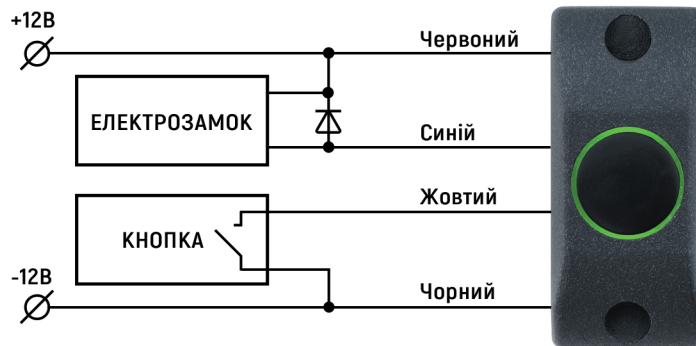 +12В
Червоний
ЕЛЕКТРОЗАМОК
Синій
Жовтий
КНОПКА
-12В
Чорний